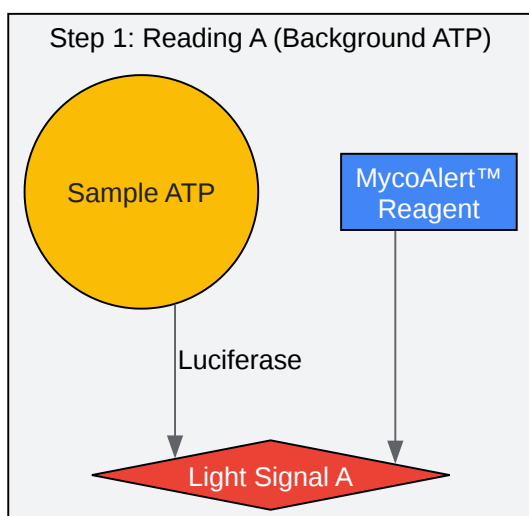 Step 1: Reading A (Background ATP)
Sample ATP
MycoAlert™
Reagent
Luciferase
Light Signal A